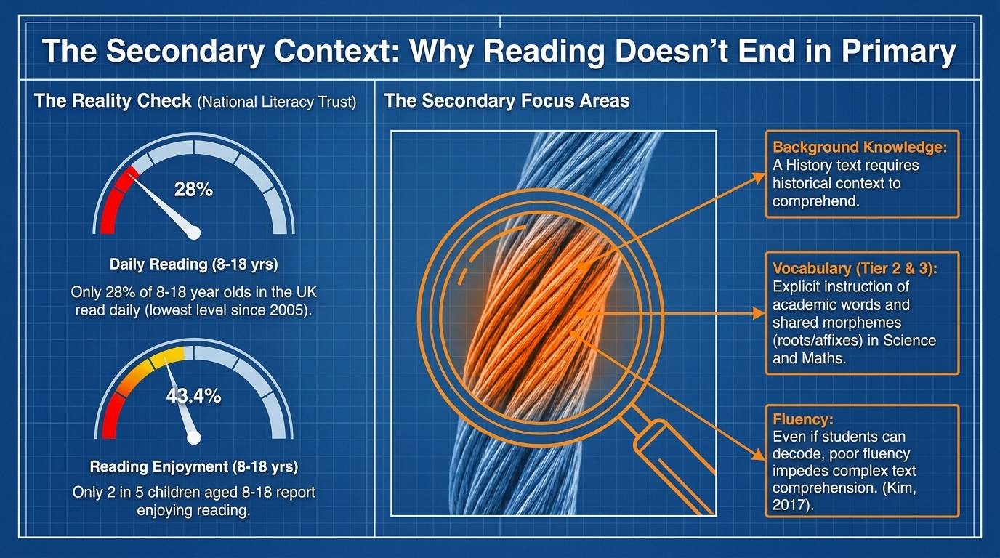 The Secondary Context: Why Reading Doesn't End in Primary
The Reality Check (National Literacy Trust)
28%
Daily Reading (8-18 yrs)
Only 28% of 8-18 year olds in the UK
read daily (lowest level since 2005).
43.4%
Reading Enjoyment (8-18 yrs)
Only 2 in 5 children aged 8-18 report
enjoying reading.
The Secondary Focus Areas
Background Knowledge:
A History text requires
historical context to
comprehend.
Vocabulary (Tier 2 & 3):
Explicit instruction of
academic words and
shared morphemes
(roots/affixes) in Science
and Maths.
Fluency:
Even if students can
decode, poor fluency
impedes complex text
comprehension. (Kim,
2017).